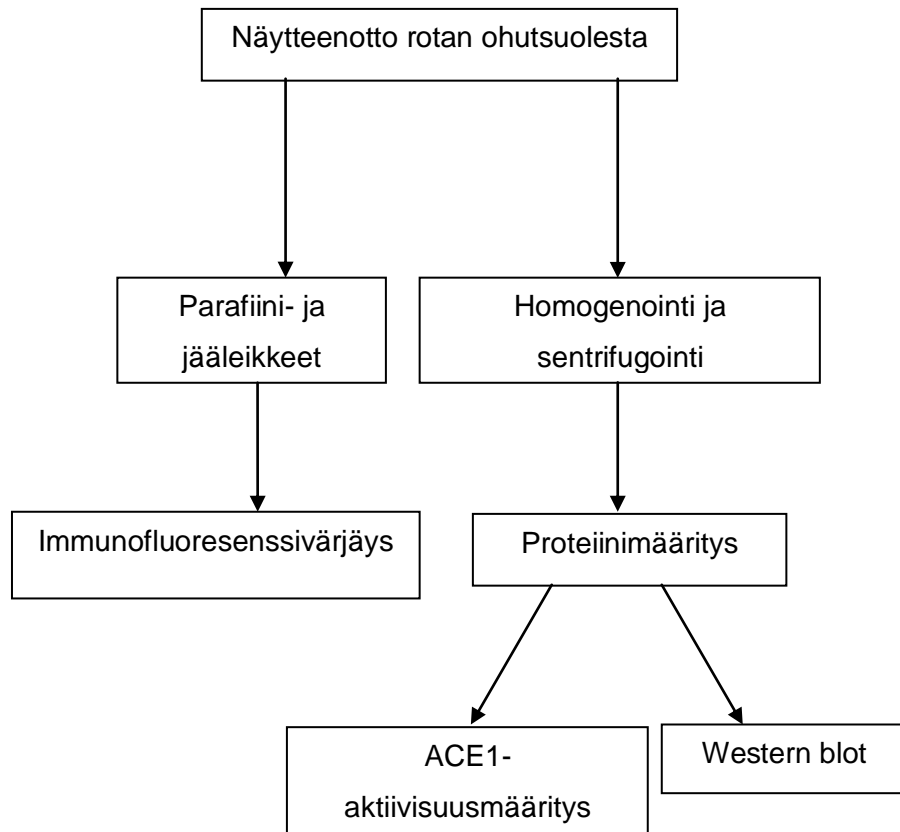 Näytteenotto rotan ohutsuolesta
Parafiini- ja
jääleikkeet
Homogenointi ja
sentrifugointi
Immunofluoresenssivärjäys
Proteiinimääritys
ACE1-
aktiivisuusmääritys
Western blot